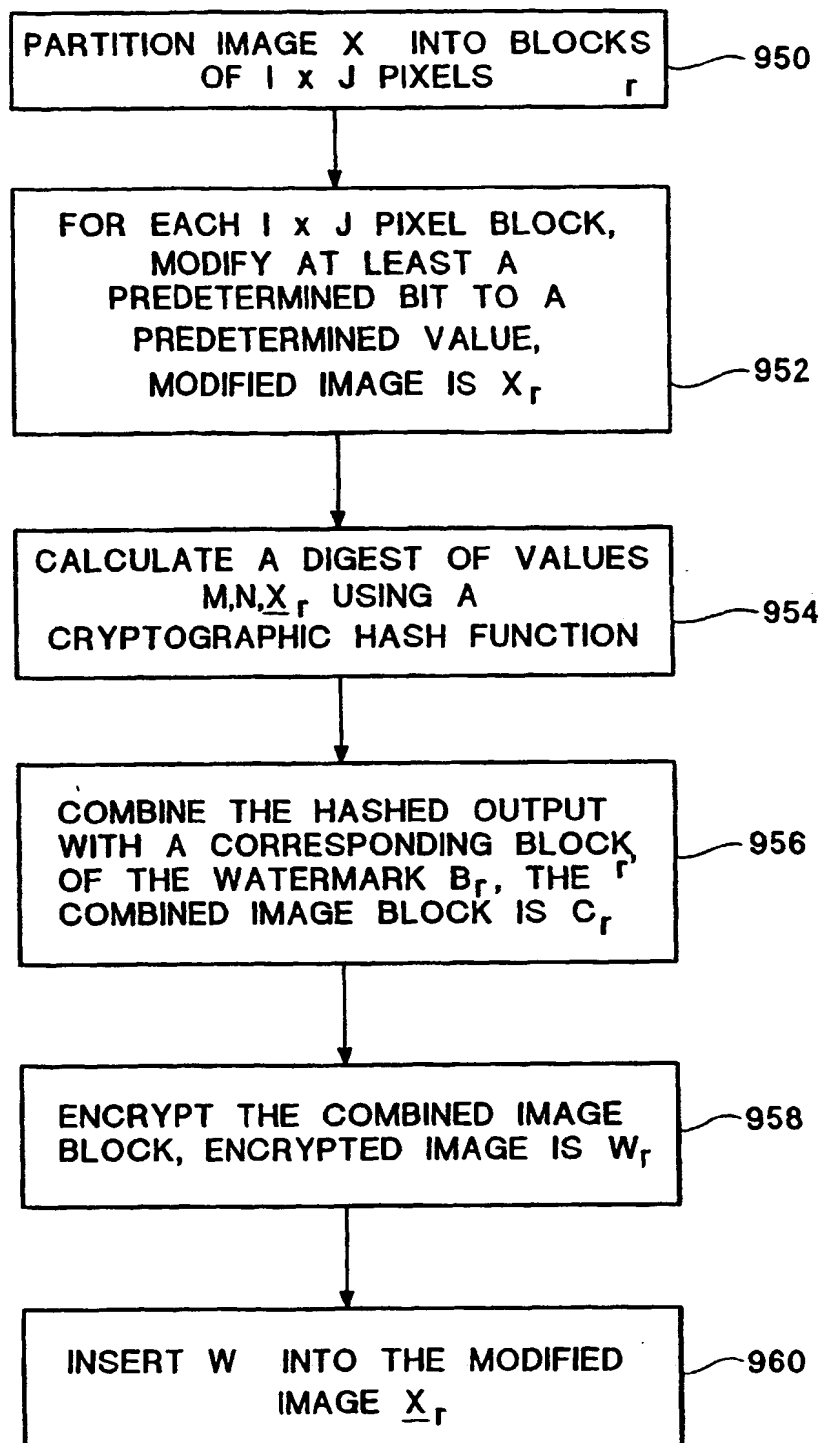 PARTITION IMAGE X INTO BLOCKS
OF I x J PIXELS r
950
FOR EACH I x J PIXEL BLOCK,
MODIFY AT LEAST A
PREDETERMINED BIT TO A
PREDETERMINED VALUE,
MODIFIED IMAGE IS Xr
952
CALCULATE A DIGEST OF VALUES
M,N,X r USING A
CRYPTOGRAPHIC HASH FUNCTION
954
COMBINE THE HASHED OUTPUT
WITH A CORRESPONDING BLOCK,
OF THE WATERMARK Br, THE r
COMBINED IMAGE BLOCK IS Cr
956
ENCRYPT THE COMBINED IMAGE
BLOCK, ENCRYPTED IMAGE IS Wr
958
INSERT W INTO THE MODIFIED
IMAGE X r
960